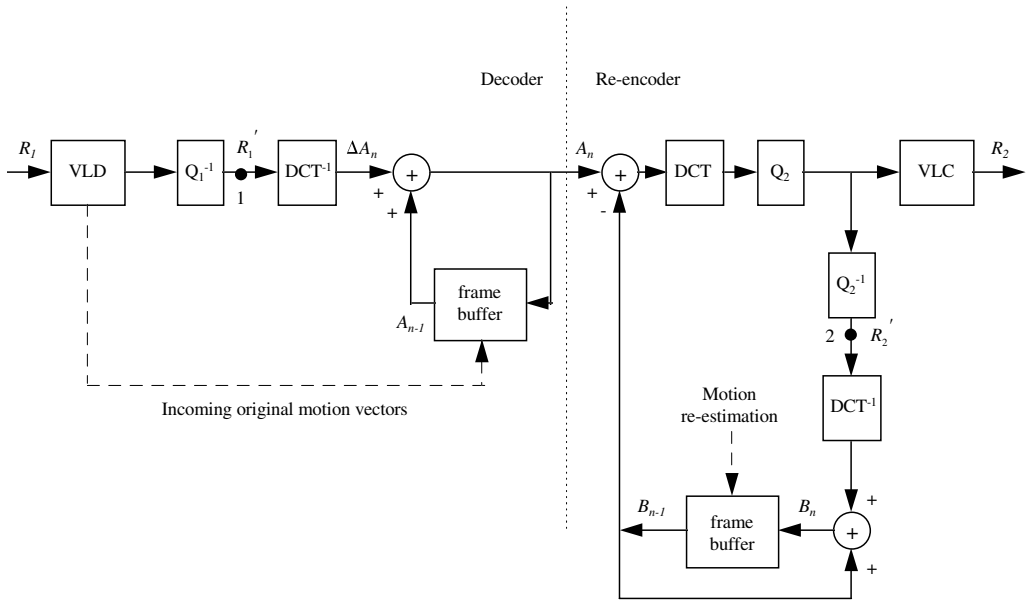 Decoder
Re-encoder
R1
VLD
Q1-1
R1′
1
DCT-1
ΔAn
+
+
+
An
+
+
-
DCT
Q2
VLC
R2
frame
buffer
An-1
Incoming original motion vectors
Q2-1
2
R2′
DCT-1
Motion
re-estimation
Bn-1
frame
buffer
Bn
+
+
+